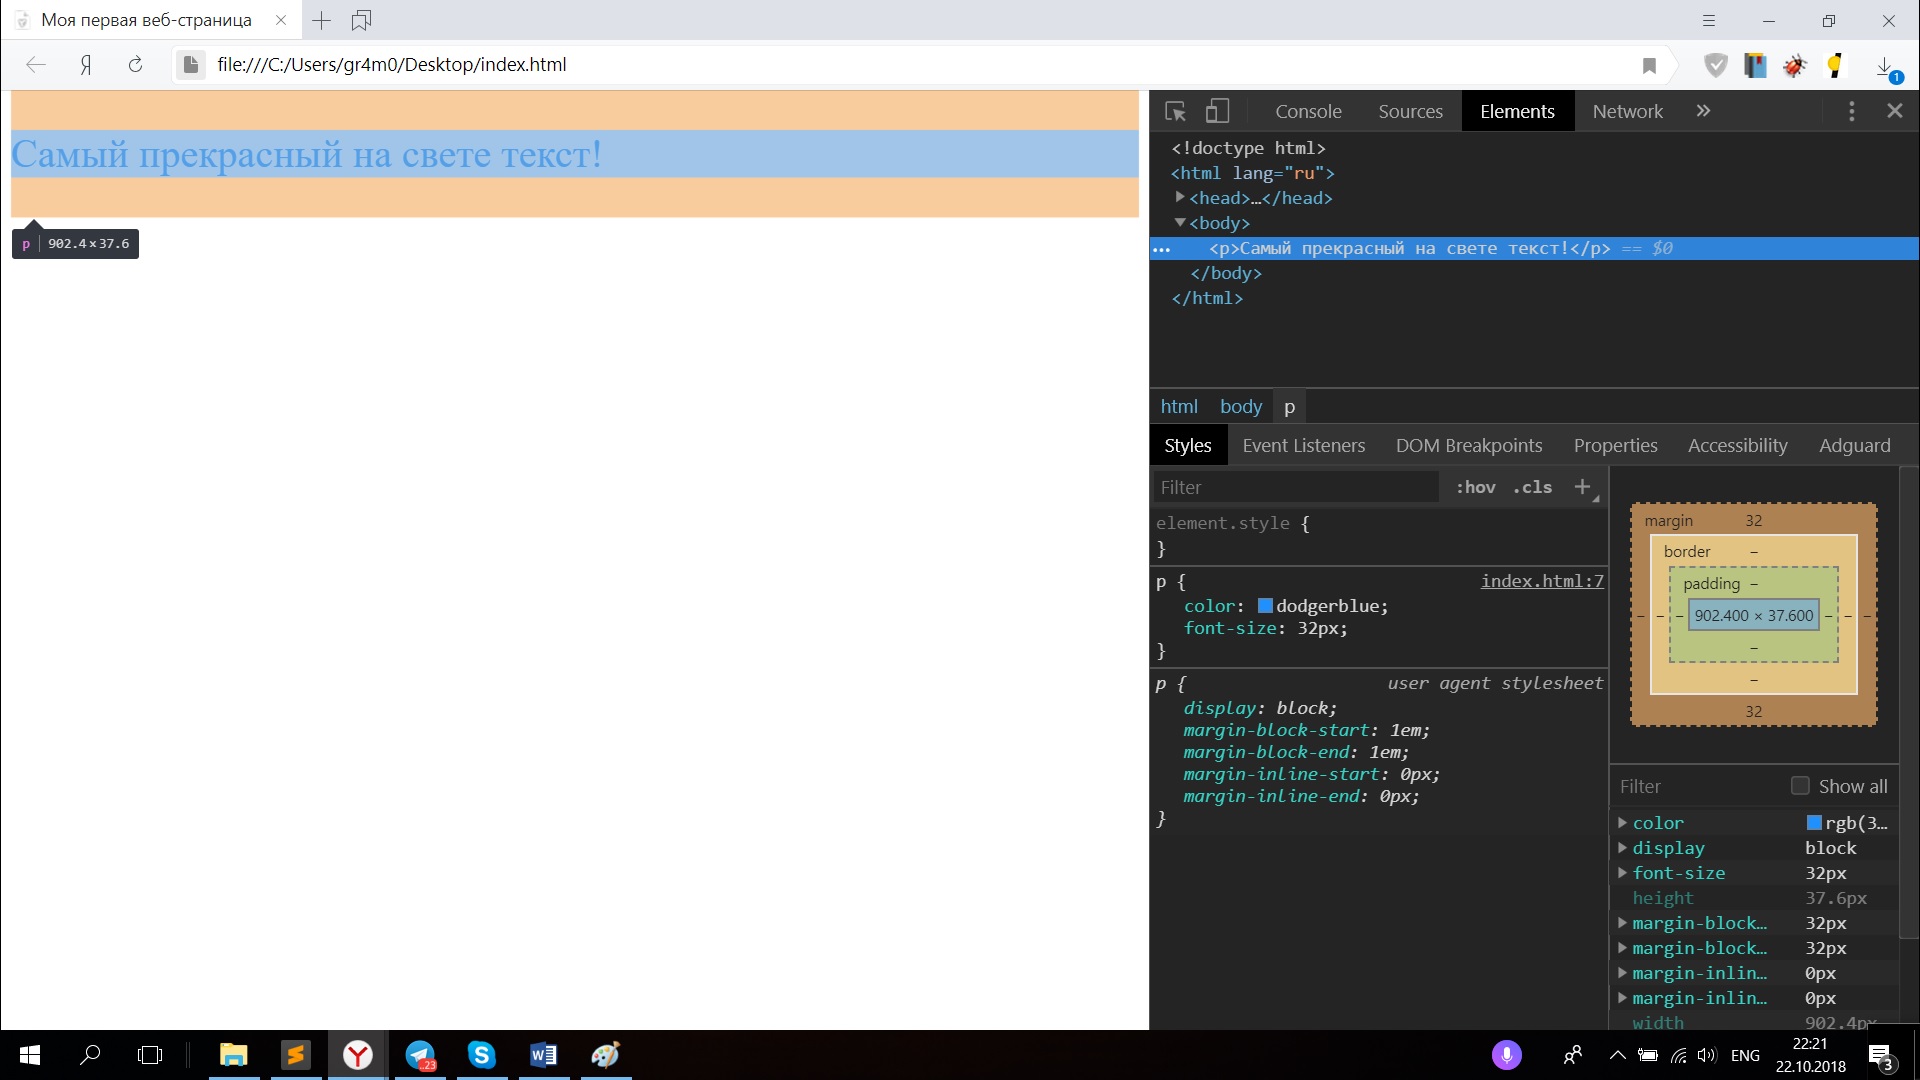 Моя первая веб-страница
Я
file:///C:/Users/gr4m0/Desktop/index.html
1
Самый прекрасный на свете текст!
p 902.4×37.6
Console Sources Elements Network
<!doctype html>
<html lang="ru">
<head>…</head>
<body>
<p>Самый прекрасный на свете текст!</p> == $0
</body>
</html>
html body p
Styles Event Listeners DOM Breakpoints Properties Accessibility Adguard
Filter :hov .cls +
element.style {
}
p { index.html:7
color: dodgerblue;
font-size: 32px;
}
p { user agent stylesheet
display: block;
margin-block-start: 1em;
margin-block-end: 1em;
margin-inline-start: 0px;
margin-inline-end: 0px;
}
margin 32
border –
padding –
– – – 902.400 × 37.600 – – –
–
–
32
Filter Show all
color rgb(3…
display block
font-size 32px
height 37.6px
margin-block… 32px
margin-block… 32px
margin-inlin… 0px
margin-inlin… 0px
width 902.4px
Y 23 S W ENG 22:21
22.10.2018
3